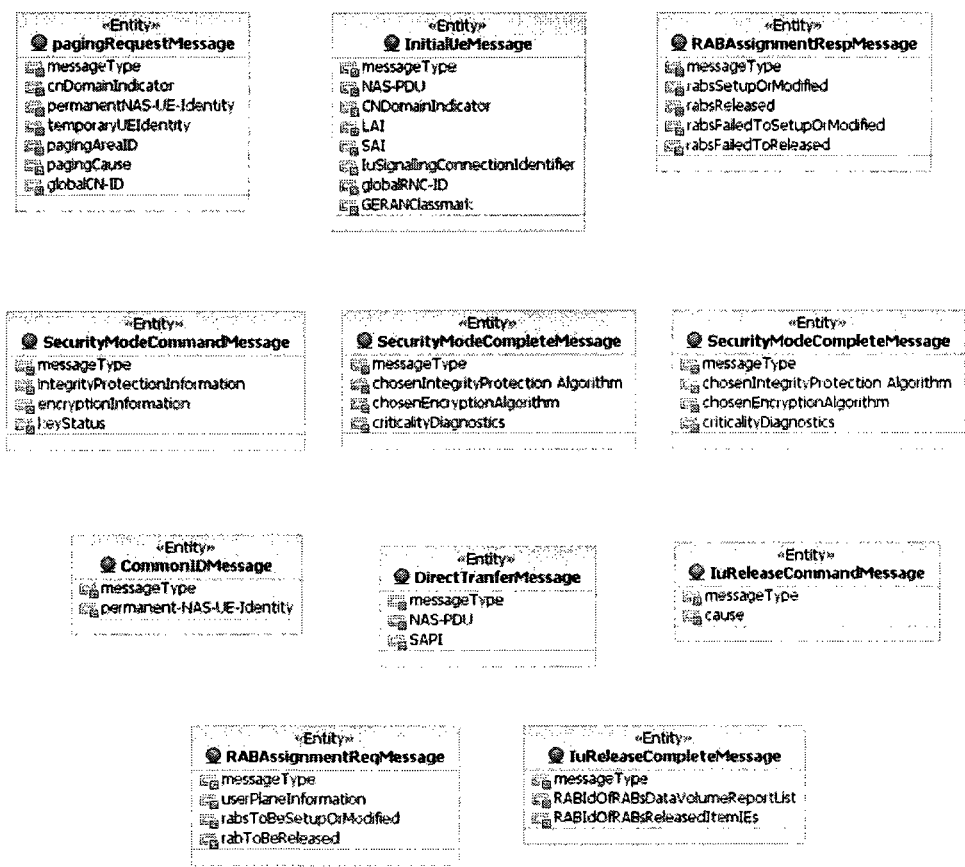 «Entity»
pagingRequestMessage
messageType
cnDomainIndicator
permanentNAS-UE-Identity
temporaryUEIdentity
pagingAreaID
pagingCause
globalCN-ID
«Entity»
InitialUeMessage
messageType
NAS-PDU
CNDomainIndicator
LAI
SAI
IuSignalingConnectionIdentifier
globalRNC-ID
GERANClassmark
«Entity»
RABAssignmentRespMessage
messageType
rabsSetupOrModified
rabsReleased
rabsFailedToSetupOrModified
rabsFailedToReleased
«Entity»
SecurityModeCommandMessage
messageType
integrityProtectionInformation
encryptionInformation
keyStatus
«Entity»
SecurityModeCompleteMessage
messageType
chosenIntegrityProtection Algorithm
chosenEncryptionAlgorithm
criticalityDiagnostics
«Entity»
SecurityModeCompleteMessage
messageType
chosenIntegrityProtection Algorithm
chosenEncryptionAlgorithm
criticalityDiagnostics
«Entity»
CommonIDMessage
messageType
permanent-NAS-UE-Identity
«Entity»
DirectTranferMessage
messageType
NAS-PDU
SAPI
«Entity»
IuReleaseCommandMessage
messageType
cause
«Entity»
RABAssignmentReqMessage
messageType
userPlaneInformation
rabsToBeSetupOrModified
rabToBeReleased
«Entity»
IuReleaseCompleteMessage
messageType
RABIdOfRABsDataVolumeReportList
RABIdOfRABsReleasedItemIEs